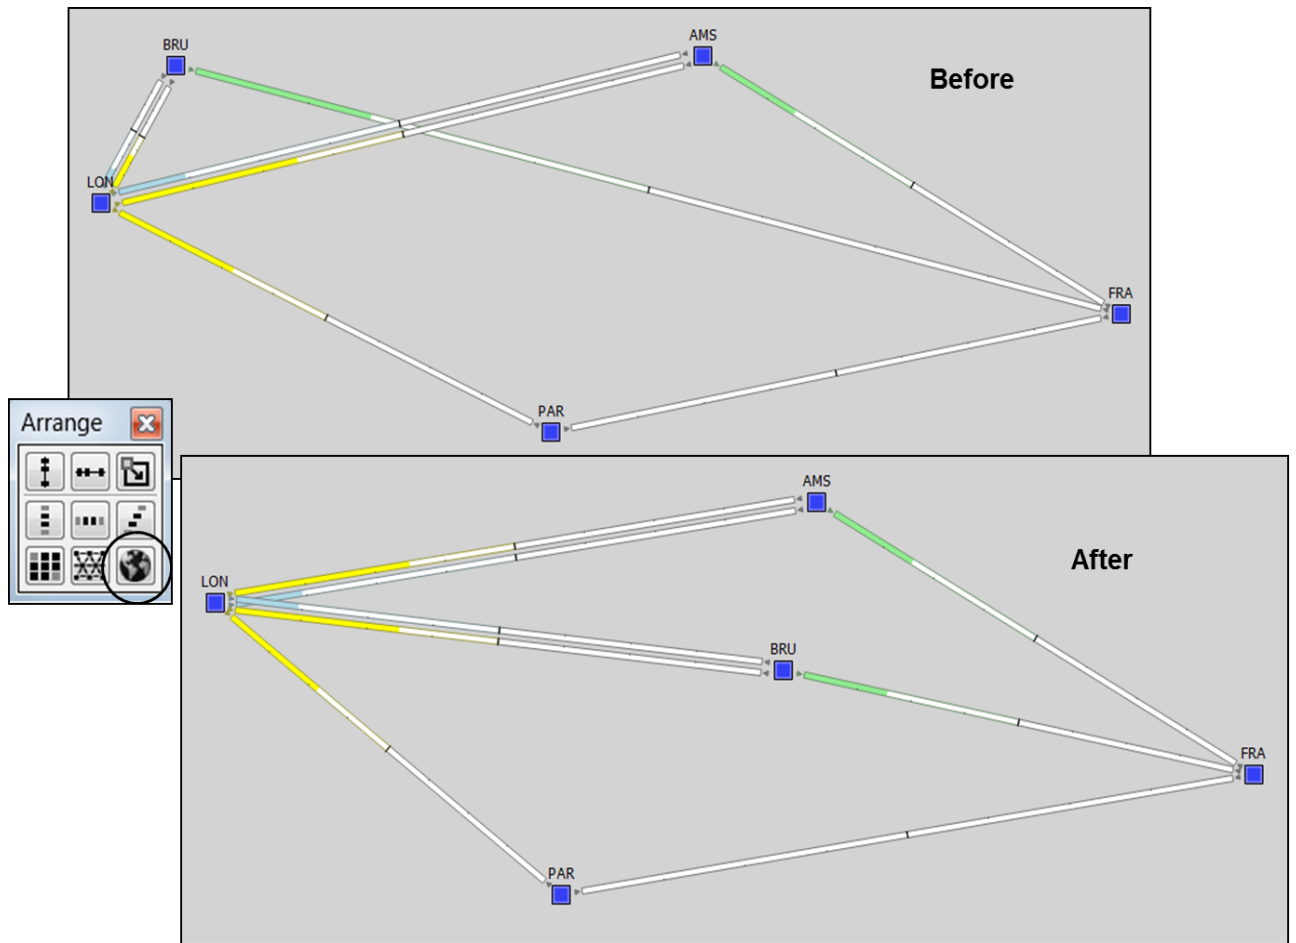 BRU
AMS
Before
LON
FRA
PAR
Arrange
AMS
After
LON
BRU
FRA
PAR